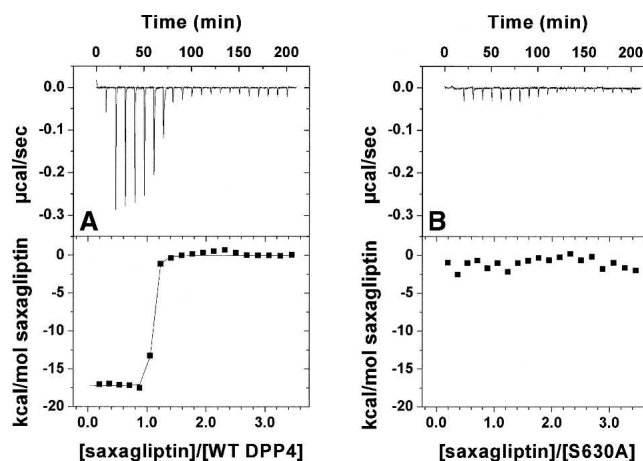 Time (min)
0 50 100 150 200
0.0
-0.1
-0.2
-0.3
µcal/sec
A
0
-5
-10
-15
-20
kcal/mol saxagliptin
0.0 1.0 2.0 3.0
[saxagliptin]/[WT DPP4]
Time (min)
0 50 100 150 200
0.0
-0.1
-0.2
-0.3
µcal/sec
B
0
-5
-10
-15
-20
kcal/mol saxagliptin
0.0 1.0 2.0 3.0
[saxagliptin]/[S630A]